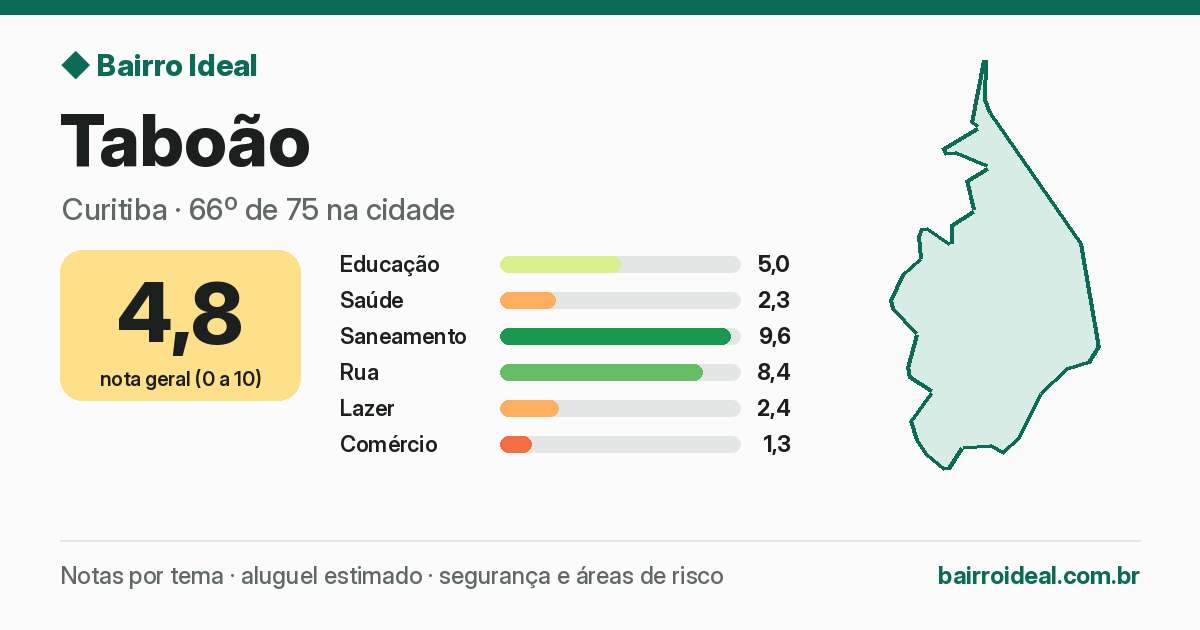 Bairro Ideal
Taboão
Curitiba · 66º de 75 na cidade
4,8
nota geral (0 a 10)
Educação 5,0
Saúde 2,3
Saneamento 9,6
Rua 8,4
Lazer 2,4
Comércio 1,3
Notas por tema · aluguel estimado · segurança e áreas de risco
bairroideal.com.br